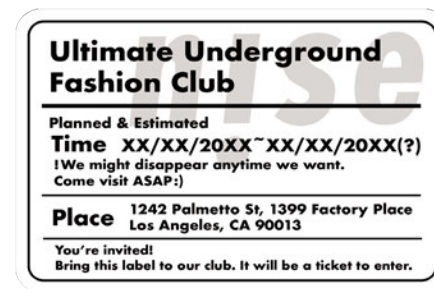 nise
Ultimate Underground
Fashion Club
Planned & Estimated
Time XX/XX/20XX~XX/XX/20XX(?)
!We might disappear anytime we want.
Come visit ASAP:)
Place 1242 Palmetto St, 1399 Factory Place
Los Angeles, CA 90013
You're invited!
Bring this label to our club. It will be a ticket to enter.